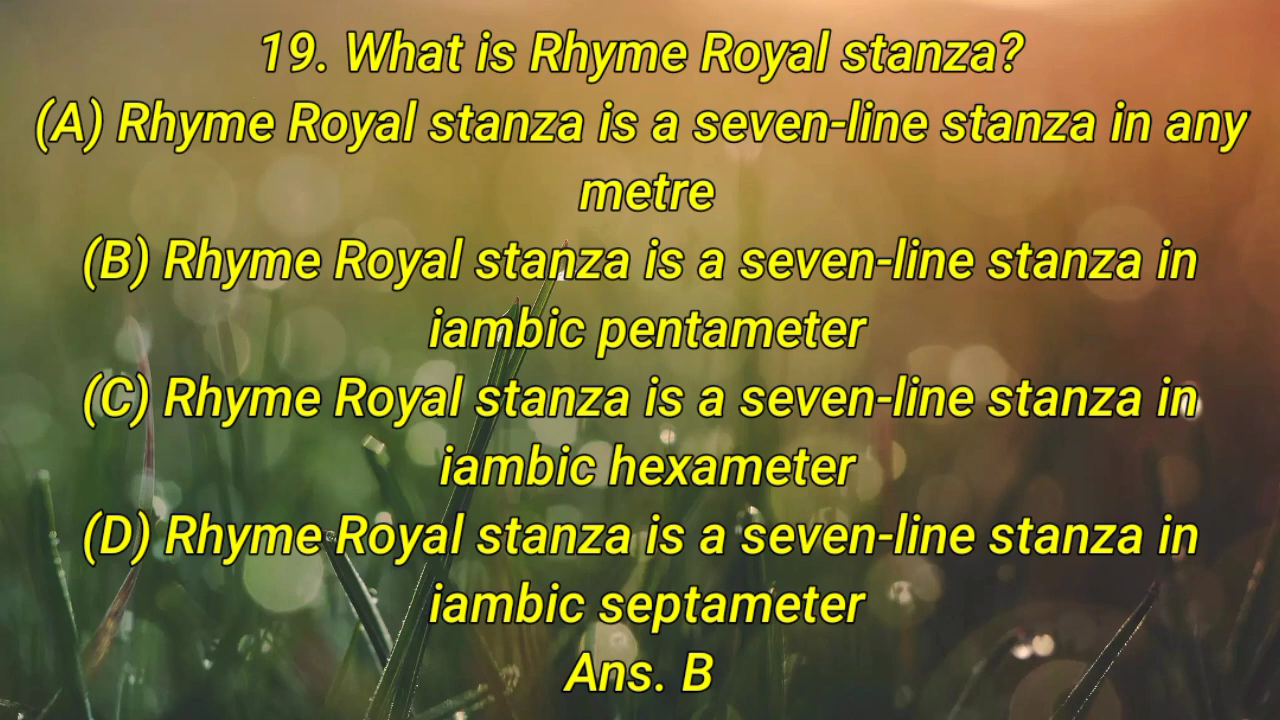 19. What is Rhyme Royal stanza?
(A) Rhyme Royal stanza is a seven-line stanza in any
metre
(B) Rhyme Royal stanza is a seven-line stanza in
iambic pentameter
(C) Rhyme Royal stanza is a seven-line stanza in
iambic hexameter
(D) Rhyme Royal stanza is a seven-line stanza in
iambic septameter
Ans. B